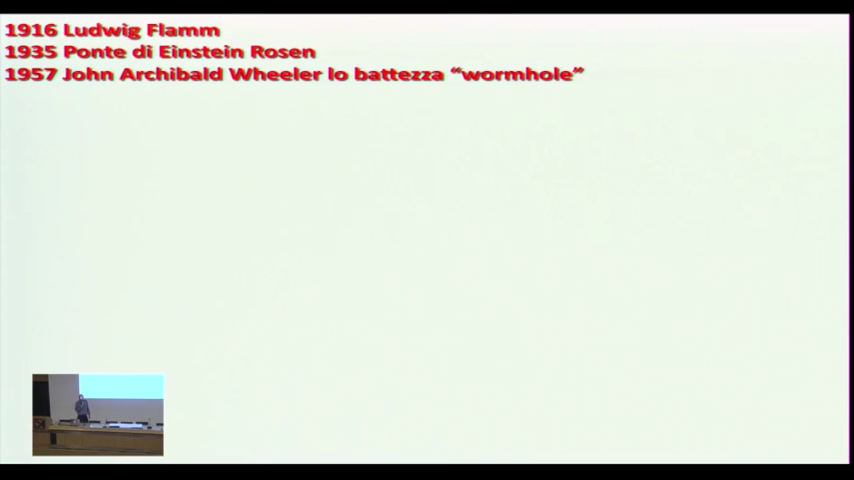 1916 Ludwig Flamm
1935 Ponte di Einstein Rosen
1957 John Archibald Wheeler lo battezza “wormhole”